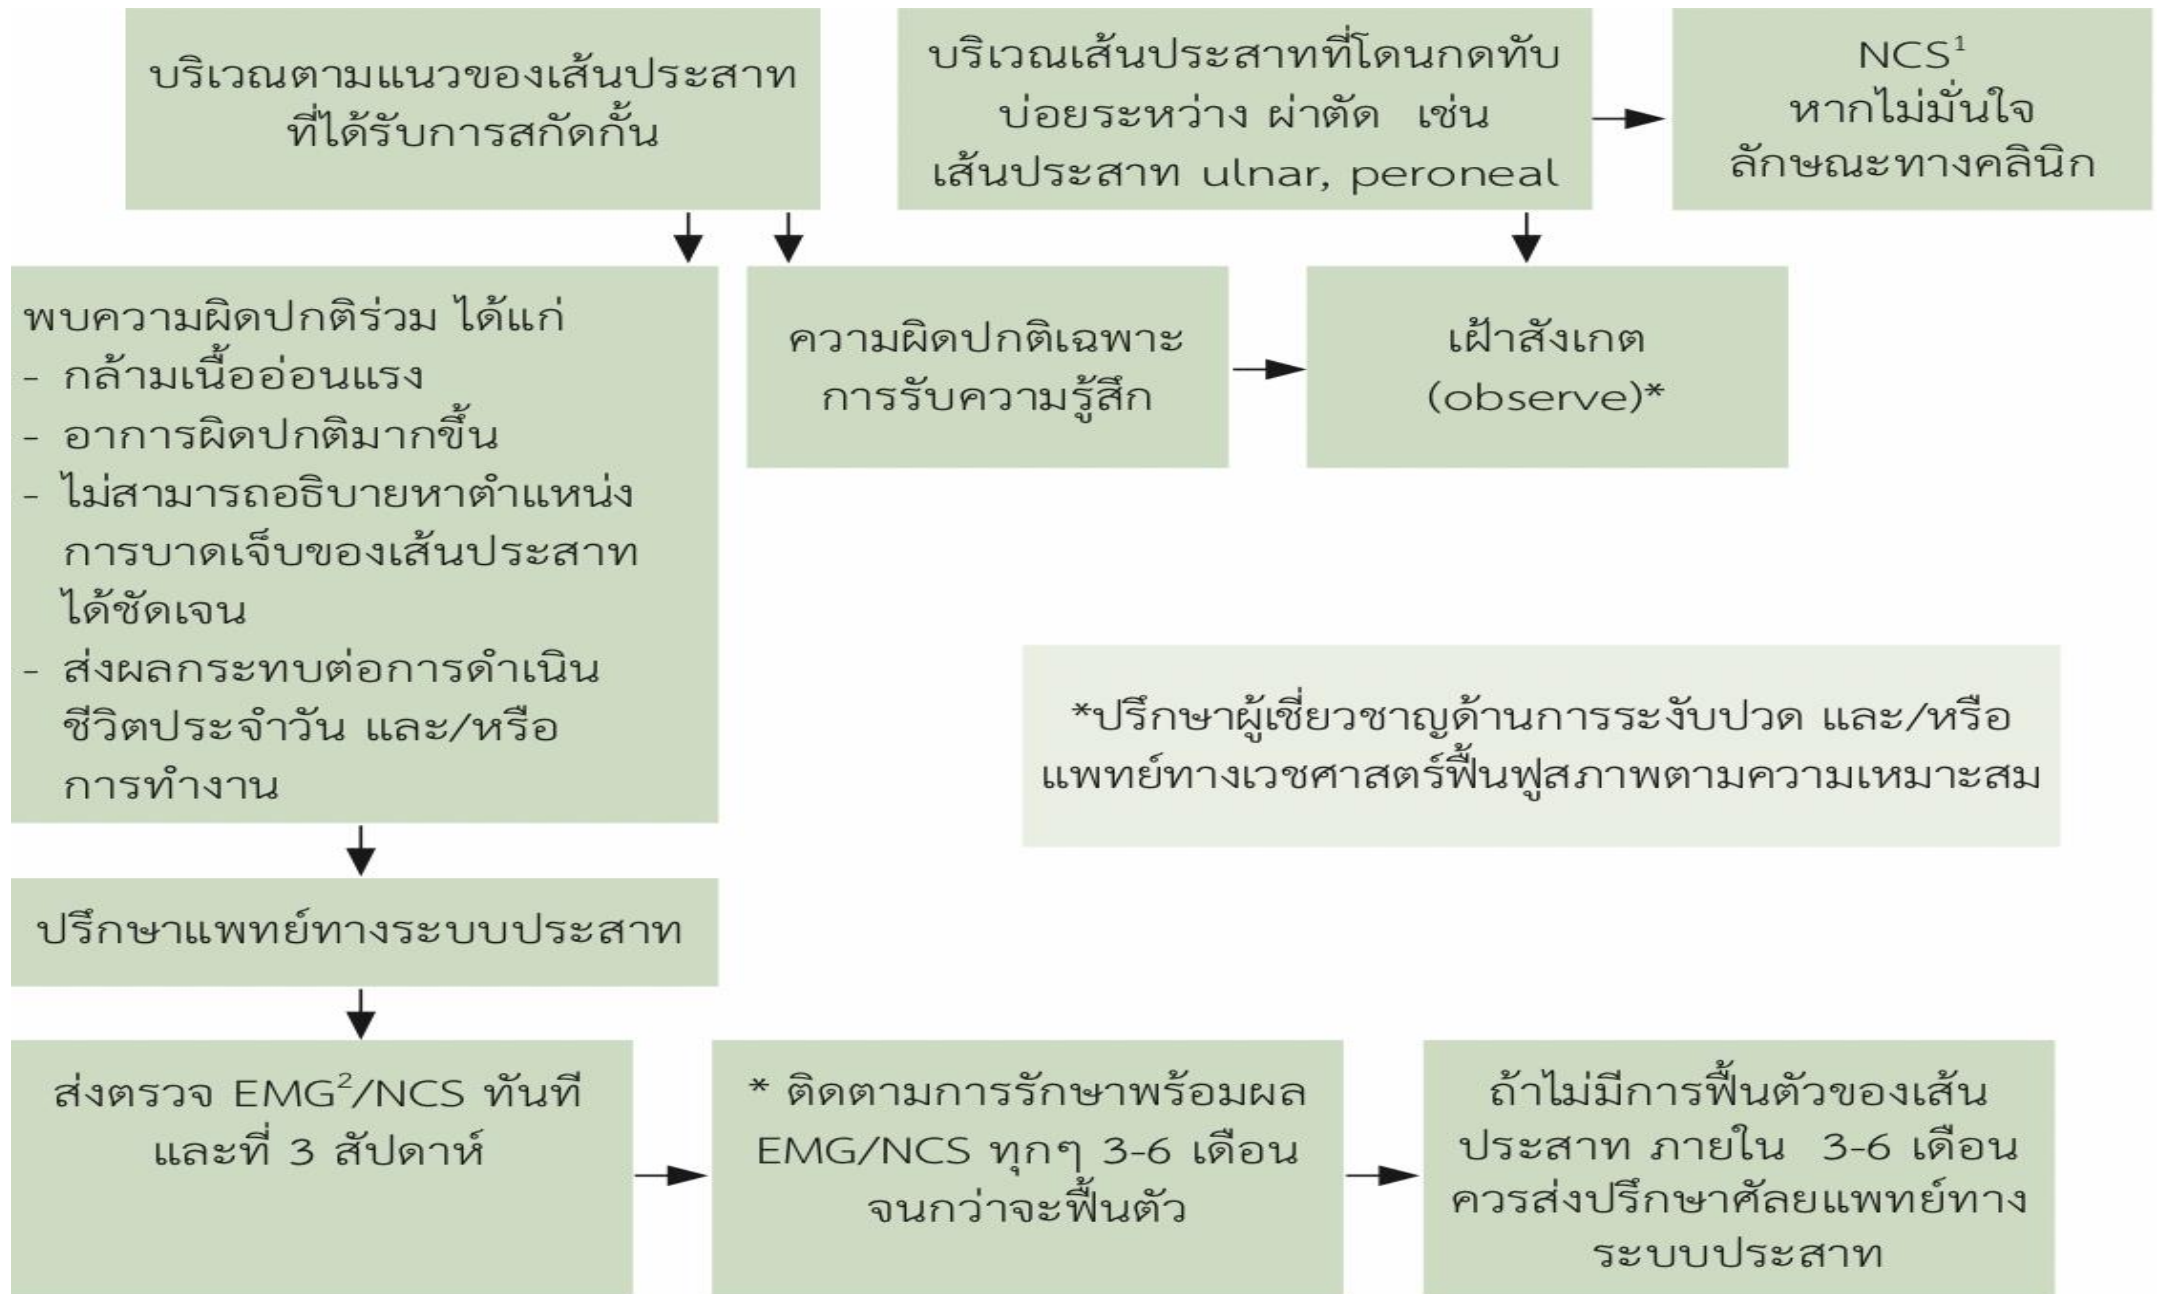 บริเวณตามแนวของเส้นประสาท
ที่ได้รับการสกัดกั้น
บริเวณเส้นประสาทที่โดนกดทับ
บ่อยระหว่าง ผ่าตัด เช่น
เส้นประสาท ulnar, peroneal
NCS¹
หากไม่มั่นใจ
ลักษณะทางคลินิก
พบความผิดปกติร่วม ได้แก่
- กล้ามเนื้ออ่อนแรง
- อาการผิดปกติมากขึ้น
- ไม่สามารถอธิบายหาตำแหน่ง
การบาดเจ็บของเส้นประสาท
ได้ชัดเจน
- ส่งผลกระทบต่อการดำเนิน
ชีวิตประจำวัน และ/หรือ
การทำงาน
ความผิดปกติเฉพาะ
การรับความรู้สึก
เฝ้าสังเกต
(observe)*
*ปรึกษาผู้เชี่ยวชาญด้านการระงับปวด และ/หรือ
แพทย์ทางเวชศาสตร์ฟื้นฟูสภาพตามความเหมาะสม
ปรึกษาแพทย์ทางระบบประสาท
ส่งตรวจ EMG²/NCS ทันที
และที่ 3 สัปดาห์
* ติดตามการรักษาพร้อมผล
EMG/NCS ทุกๆ 3-6 เดือน
จนกว่าจะฟื้นตัว
ถ้าไม่มีการฟื้นตัวของเส้น
ประสาท ภายใน 3-6 เดือน
ควรส่งปรึกษาศัลยแพทย์ทาง
ระบบประสาท